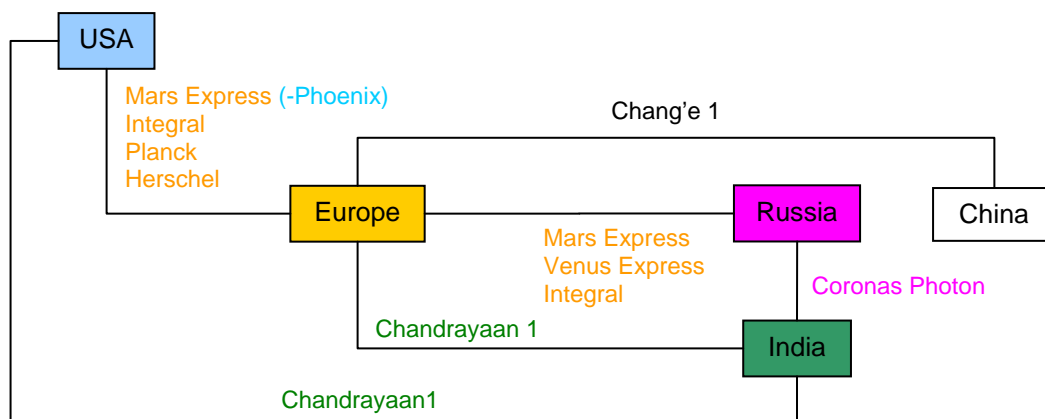 USA
Mars Express (-Phoenix)
Integral
Planck
Herschel
Chang’e 1
Europe
Russia
China
Mars Express
Venus Express
Integral
Coronas Photon
Chandrayaan 1
India
Chandrayaan1